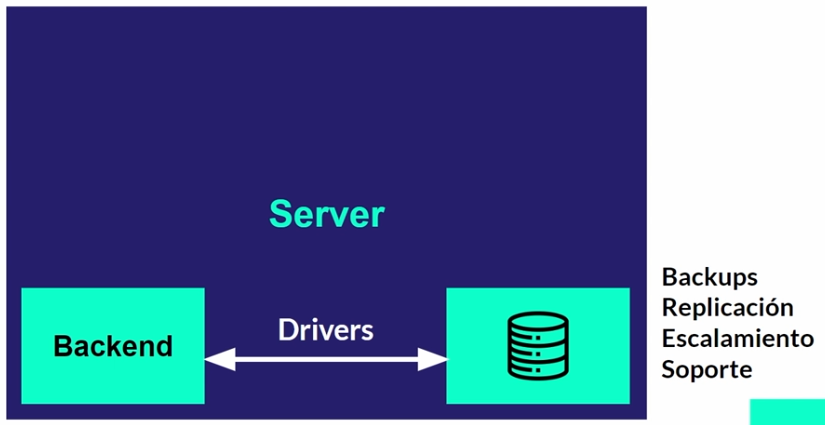 Server
Backend
Drivers
Backups
Replicación
Escalamiento
Soporte